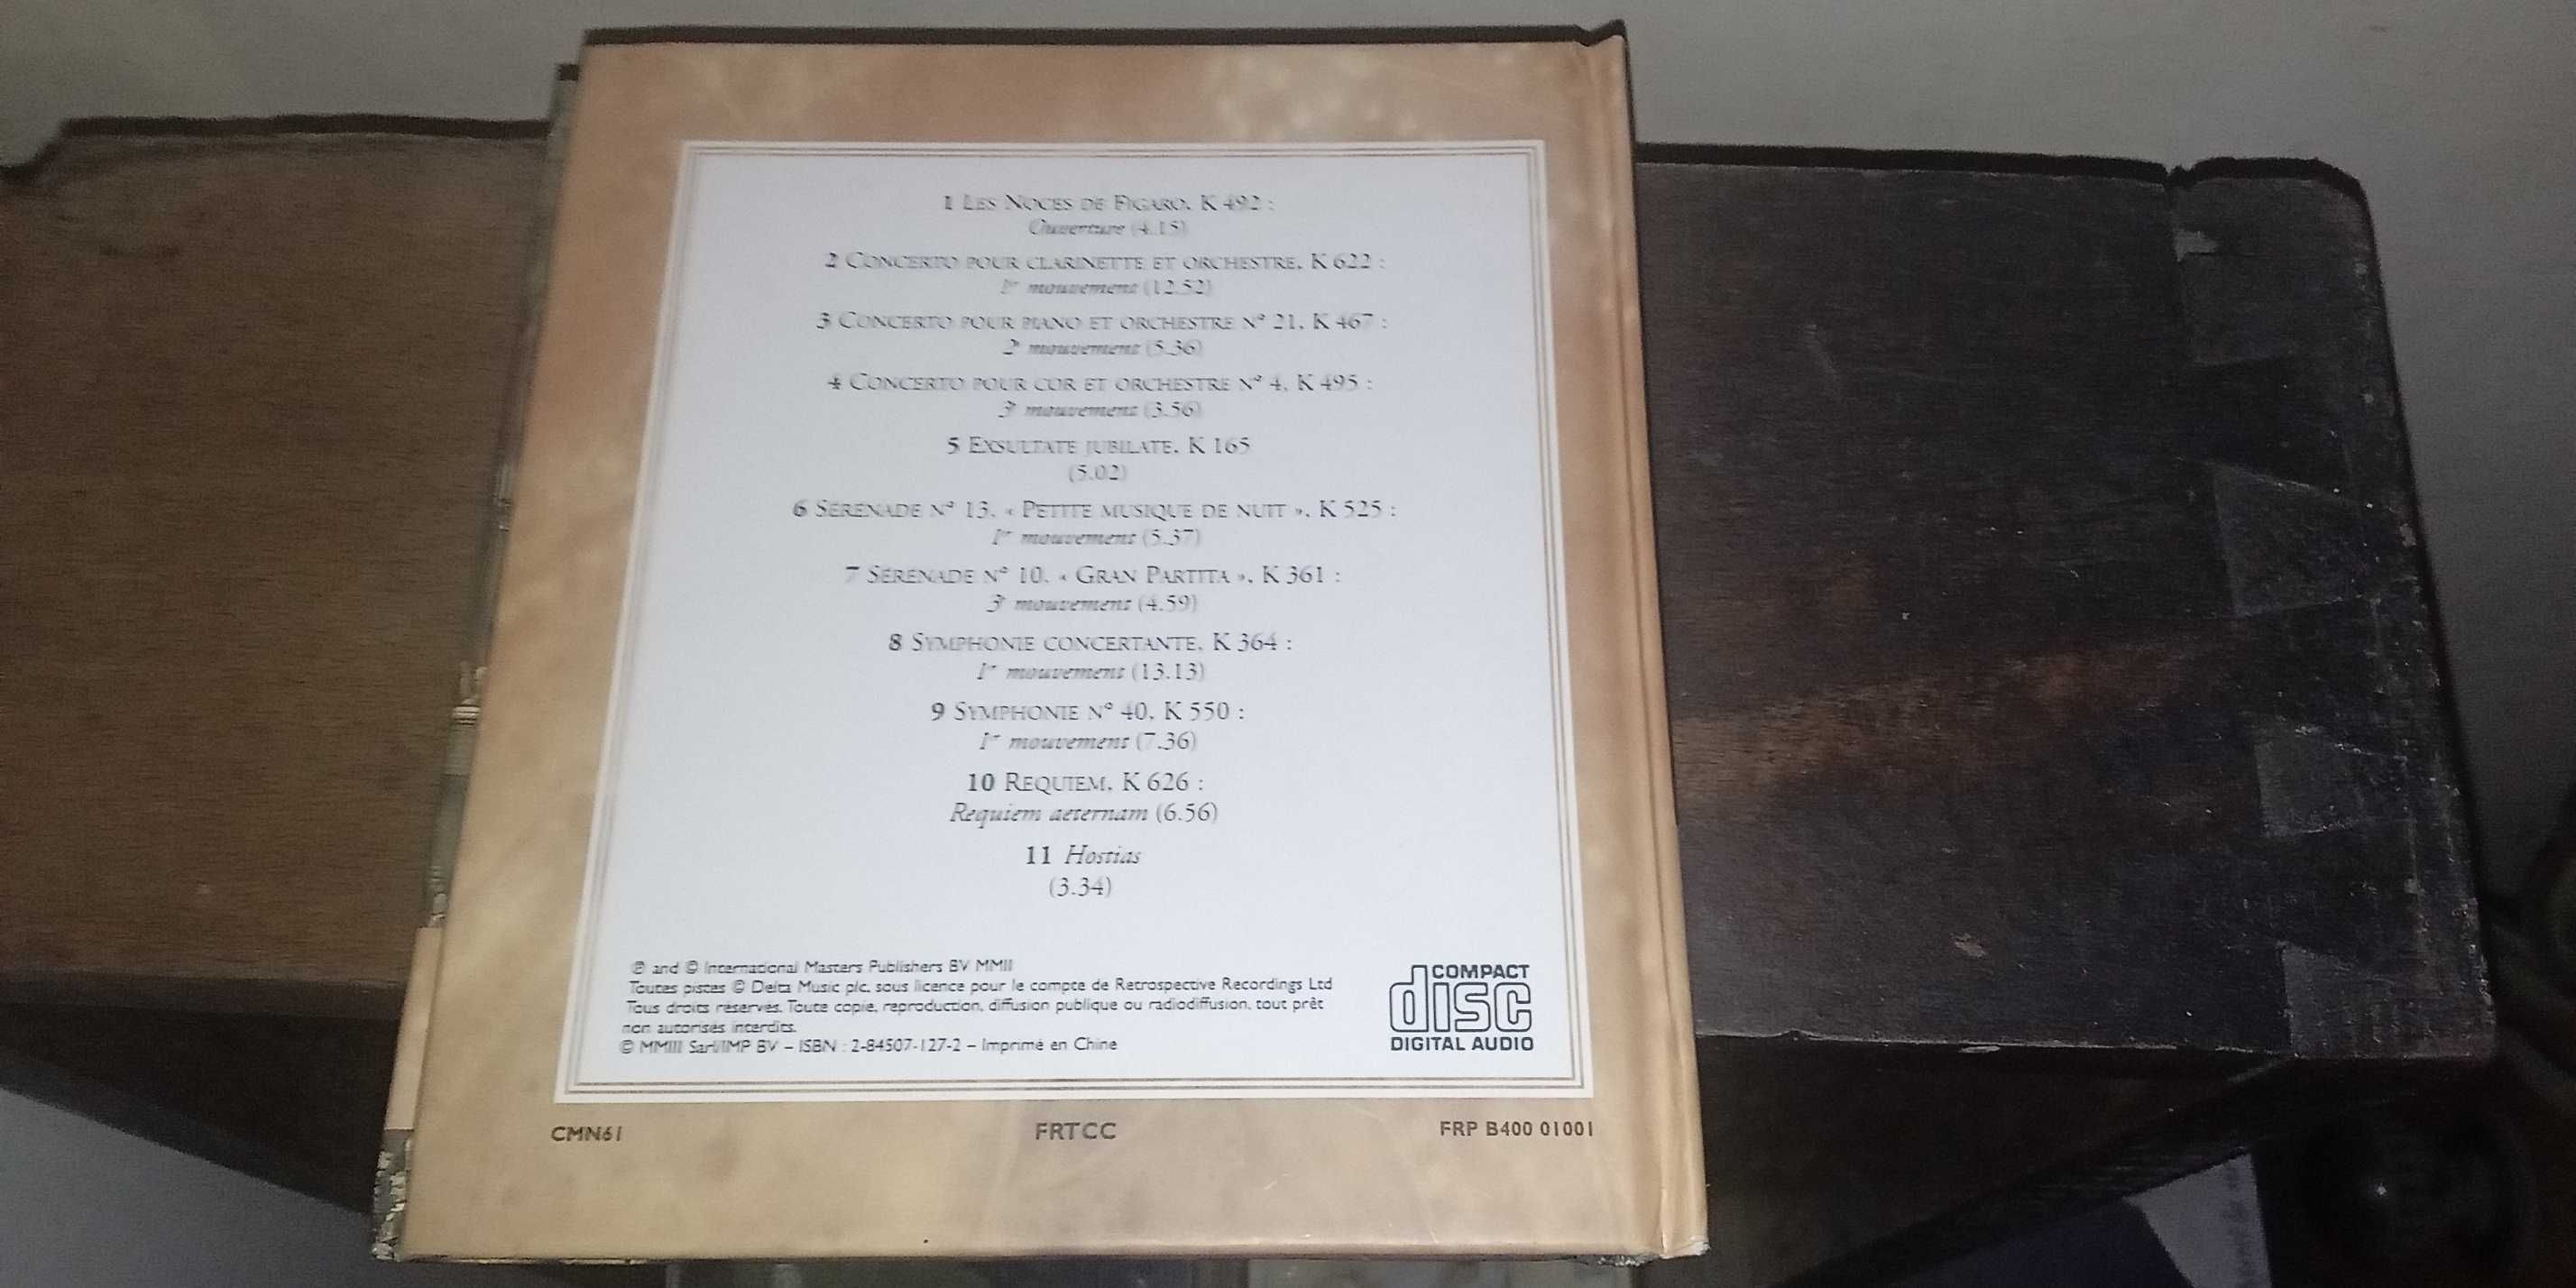 1 LES NOCES DE FIGARO, K 492 :
Ouverture (4.15)
2 CONCERTO POUR CLARINETTE ET ORCHESTRE, K 622 :
1er mouvement (12.52)
3 CONCERTO POUR PIANO ET ORCHESTRE N° 21, K 467 :
2e mouvement (5.36)
4 CONCERTO POUR COR ET ORCHESTRE N° 4, K 495 :
3e mouvement (3.56)
5 EXSULTATE JUBILATE, K 165
(5.02)
6 SÉRÉNADE N° 13, « PETITE MUSIQUE DE NUIT », K 525 :
1er mouvement (5.37)
7 SÉRÉNADE N° 10, « GRAN PARTITA », K 361 :
3e mouvement (4.59)
8 SYMPHONIE CONCERTANTE, K 364 :
1er mouvement (13.13)
9 SYMPHONIE N° 40, K 550 :
1er mouvement (7.36)
10 REQUIEM, K 626 :
Requiem aeternam (6.56)
11 Hostias
(3.34)
℗ and © International Masters Publishers BV MMII
Toutes pistes © Delta Music plc, sous licence pour le compte de Retrospective Recordings Ltd
Tous droits réservés. Toute copie, reproduction, diffusion publique ou radiodiffusion, tout prêt
non autorisés interdits.
© MMIII Sarl/IMP BV – ISBN : 2-84507-127-2 – Imprimé en Chine
COMPACT
disc
DIGITAL AUDIO
CMN61 FRTCC FRP B400 01001